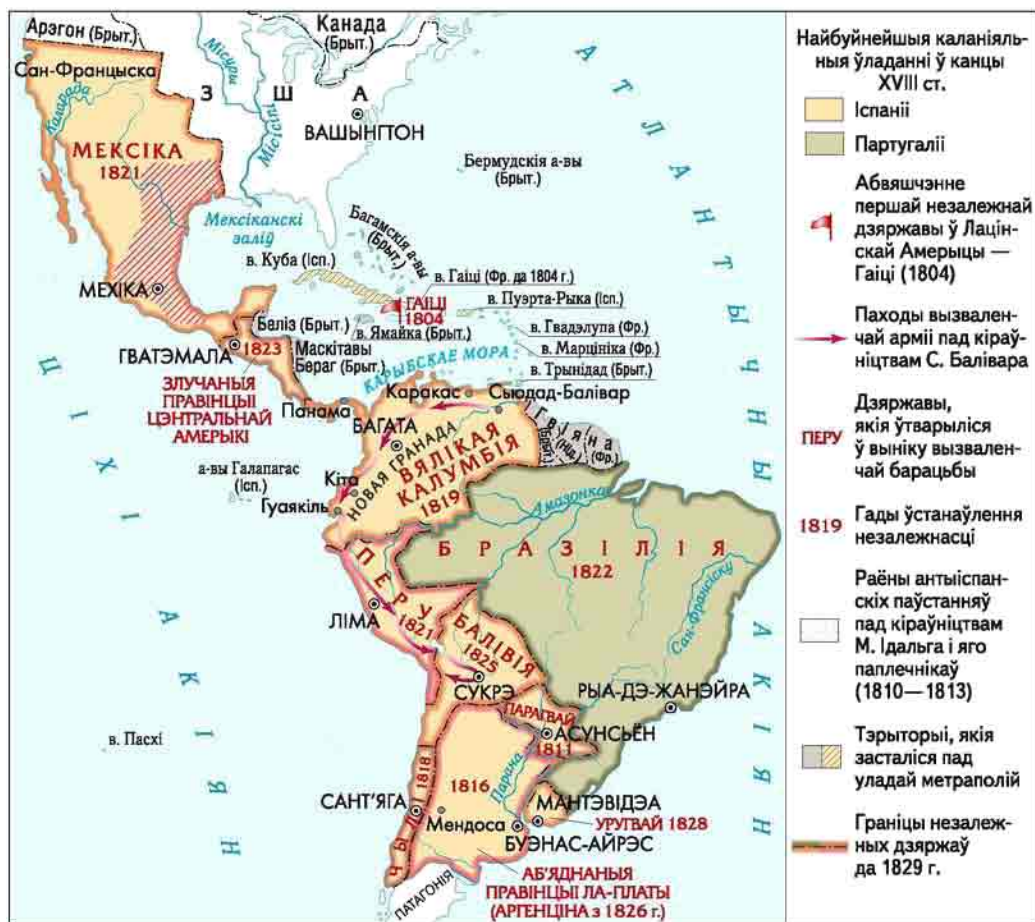 Арэгон (Брыт.)
Канада
(Брыт.)
Місуры
Сан-Францыска
Каларада
З Ш А
Місісіпі
ВАШЫНГТОН
МЕКСІКА
1821
Бермудскія а-вы
(Брыт.)
АТЛАНТЫЧНЫ АКІЯН
Мексіканскі
заліў
Багамскія а-вы
(Брыт.)
в. Куба (Ісп.)
в. Гаіці (Фр. да 1804 г.)
МЕХІКА
ГАІЦІ
1804
в. Пуэрта-Рыка (Ісп.)
Беліз (Брыт.)
в. Ямайка (Брыт.)
в. Гвадэлупа (Фр.)
1823
Маскітавы
Бераг (Брыт.)
в. Марцініка (Фр.)
ГВАТЭМАЛА
КАРЫБСКАЕ МОРА
в. Трынідад (Брыт.)
ЗЛУЧАНЫЯ
ПРАВІНЦЫІ
ЦЭНТРАЛЬНАЙ
АМЕРЫКІ
Каракас
Сьюдад-Балівар
Панама
БАГАТА
Гвіяна
(Брыт.)
(Нід.)
(Фр.)
НОВАЯ ГРАНАДА
ВЯЛІКАЯ
КАЛУМБІЯ
1819
а-вы Галапагас
(Ісп.)
Кіта
Гуаякіль
Амазонка
БРАЗІЛІЯ
1822
ПЕРУ
1821
ЛІМА
Сан-Франсіску
БАЛІВІЯ
1825
СУКРЭ
РЫА-ДЭ-ЖАНЭЙРА
ПАРАГВАЙ
АСУНСЬЁН
1811
в. Пасхі
ЦІХІ АКІЯН
1818
1816
Парана
САНТ'ЯГА
МАНТЭВІДЭА
Мендоса
УРУГВАЙ 1828
БУЭНАС-АЙРЭС
ЧЫЛІ
АБ'ЯДНАНЫЯ
ПРАВІНЦЫІ ЛА-ПЛАТЫ
(АРГЕНЦІНА з 1826 г.)
ПАТАГОНІЯ
Найбуйнейшыя каланіяль-
ныя ўладанні ў канцы
XVIII ст.
Іспаніі
Партугаліі
Абвяшчэнне
першай незалежнай
дзяржавы ў Лацін-
скай Амерыцы —
Гаіці (1804)
Паходы вызвален-
чай арміі пад кіраў-
ніцтвам С. Балівара
ПЕРУ
Дзяржавы,
якія ўтварыліся
ў выніку вызвален-
чай барацьбы
1819
Гады ўстанаўлення
незалежнасці
Раёны антыіспан-
скіх паўстанняў
пад кіраўніцтвам
М. Ідальга і яго
паплечнікаў
(1810—1813)
Тэрыторыі, якія
засталіся пад
уладай метраполій
Граніцы незалеж-
ных дзяржаў
да 1829 г.